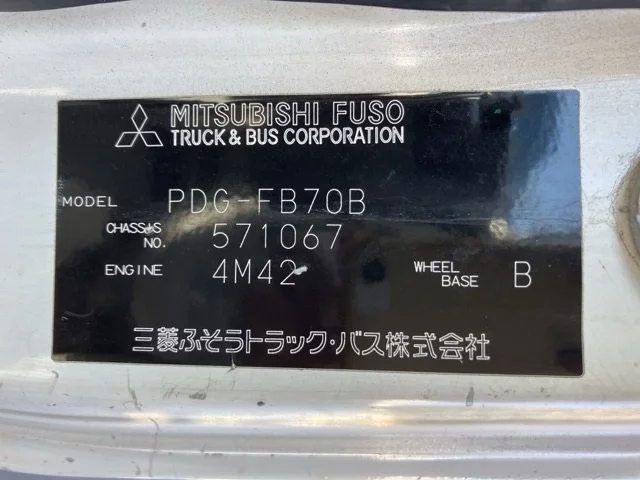 MITSUBISHI FUSO
TRUCK & BUS CORPORATION
MODEL PDG-FB70B
CHASSIS NO. 571067
ENGINE 4M42 WHEEL BASE B
三菱ふそうトラック・バス株式会社